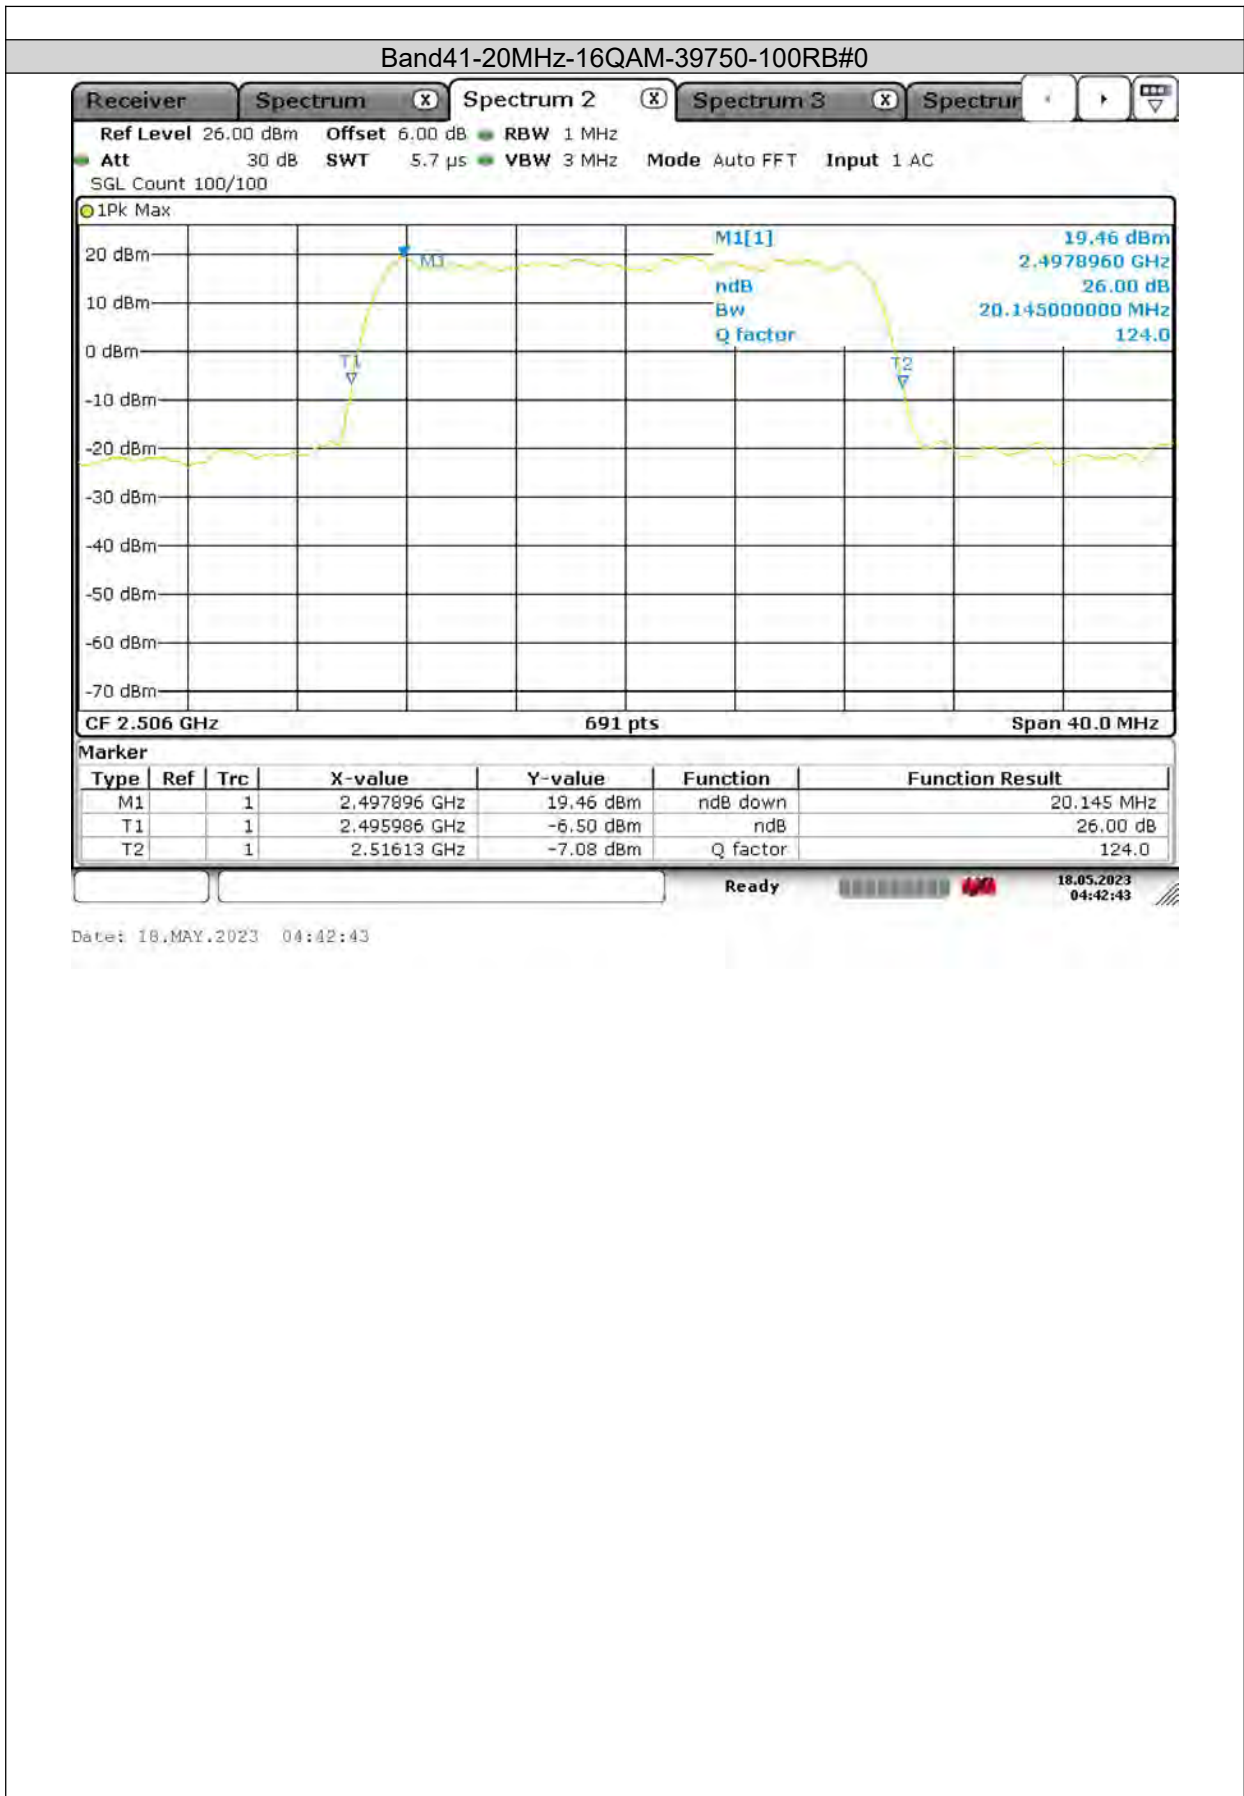 Band41-20MHz-16QAM-39750-100RB#0
Receiver Spectrum X Spectrum 2 X Spectrum 3 X Spectrur
Ref Level 26.00 dBm Offset 6.00 dB RBW 1 MHz
Att 30 dB SWT 5.7 µs VBW 3 MHz Mode Auto FFT Input 1 AC
SGL Count 100/100
1Pk Max
M1[1] 19.46 dBm
20 dBm
M1
2.4978960 GHz
ndB 26.00 dB
10 dBm
Bw 20.145000000 MHz
Q factor 124.0
0 dBm
T1 T2
-10 dBm
-20 dBm
-30 dBm
-40 dBm
-50 dBm
-60 dBm
-70 dBm
CF 2.506 GHz 691 pts Span 40.0 MHz
Marker
Type Ref Trc X-value Y-value Function Function Result
M1 1 2.497896 GHz 19.46 dBm ndB down 20.145 MHz
T1 1 2.495986 GHz -6.50 dBm ndB 26.00 dB
T2 1 2.51613 GHz -7.08 dBm Q factor 124.0
Ready 18.05.2023
04:42:43
Date: 18.MAY.2023 04:42:43